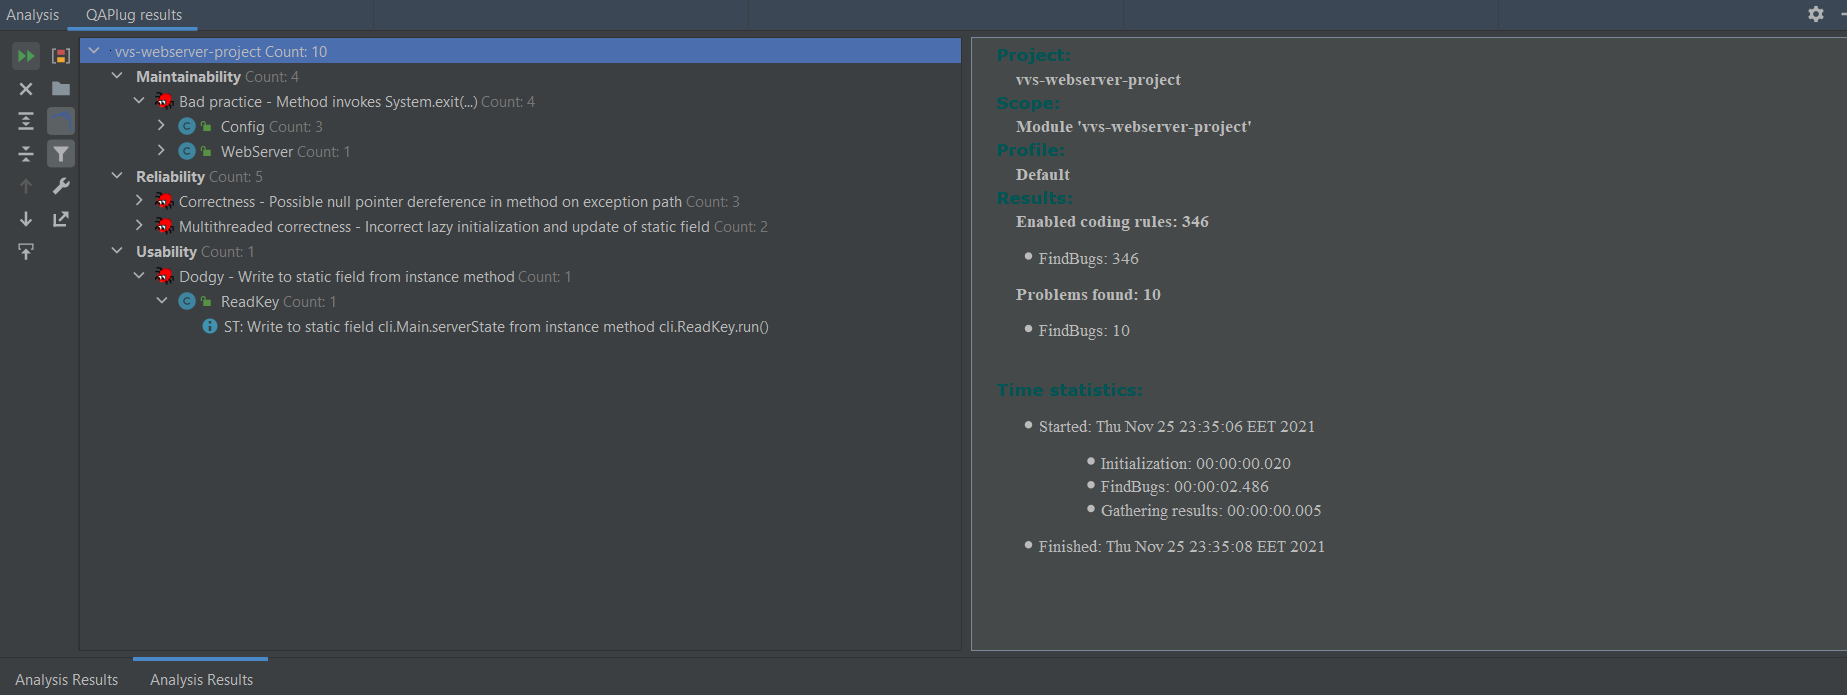 Analysis QAPlug results
vvs-webserver-project Count: 10
Maintainability Count: 4
Bad practice - Method invokes System.exit(...) Count: 4
Config Count: 3
WebServer Count: 1
Reliability Count: 5
Correctness - Possible null pointer dereference in method on exception path Count: 3
Multithreaded correctness - Incorrect lazy initialization and update of static field Count: 2
Usability Count: 1
Dodgy - Write to static field from instance method Count: 1
ReadKey Count: 1
ST: Write to static field cli.Main.serverState from instance method cli.ReadKey.run()
Project:
vvs-webserver-project
Scope:
Module 'vvs-webserver-project'
Profile:
Default
Results:
Enabled coding rules: 346
FindBugs: 346
Problems found: 10
FindBugs: 10
Time statistics:
Started: Thu Nov 25 23:35:06 EET 2021
Initialization: 00:00:00.020
FindBugs: 00:00:02.486
Gathering results: 00:00:00.005
Finished: Thu Nov 25 23:35:08 EET 2021
Analysis Results Analysis Results